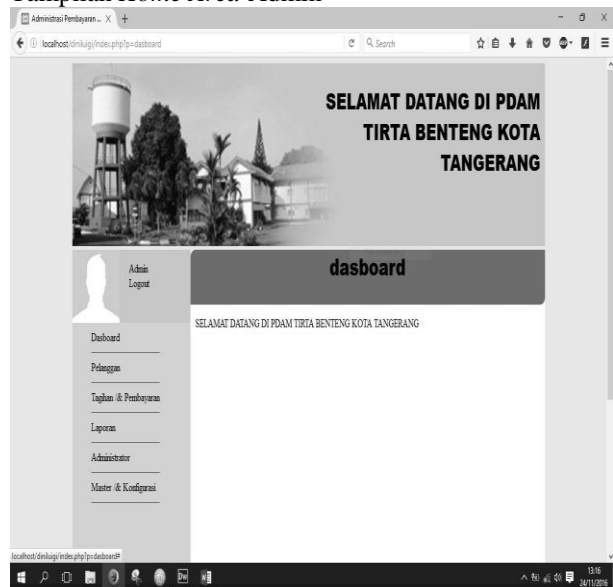 Tampilan Home Area Admin
Administrasi Pembayaran ...
localhost/diniluigi/index.php?p=dasboard
Search
SELAMAT DATANG DI PDAM
TIRTA BENTENG KOTA
TANGERANG
Admin
Logout
dasboard
SELAMAT DATANG DI PDAM TIRTA BENTENG KOTA TANGERANG
Dasboard
Pelanggan
Tagihan /& Pembayaran
Laporan
Administrator
Master /& Konfigurasi
localhost/diniluigi/index.php?p=dasboard#
Dw
13:16
24/11/2016